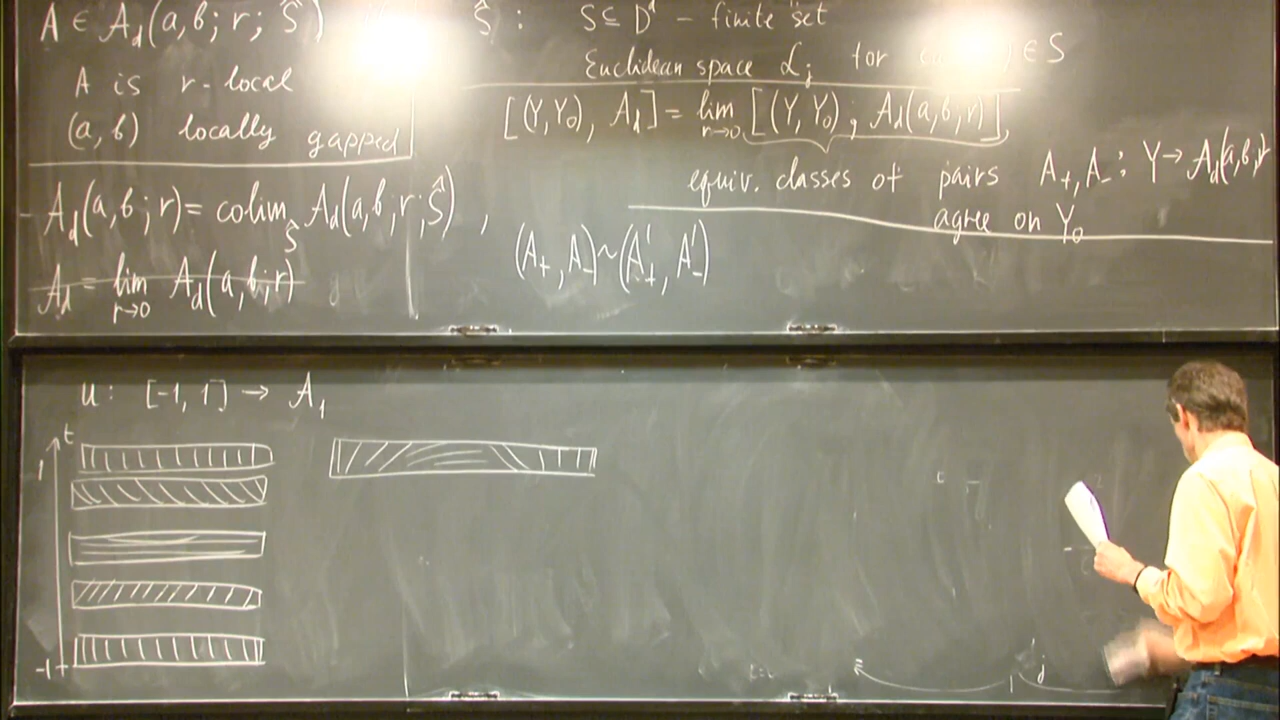 A ∈ A_d(a,b; r; Ŝ)
A is r-local
(a,b) locally gapped
A_d(a,b;r) = colim_Ŝ A_d(a,b;r;Ŝ),
A_d = lim_{r→0} A_d(a,b;r)
Ŝ : S ⊆ D^d - finite set
Euclidean space L_j for ∈ S
[(Y,Y_0), A_d] = lim_{r→0} [(Y,Y_0); A_d(a,b;r)],
equiv. classes of pairs A_+, A_- : Y → A_d(a,b,r
agree on Y_0
(A_+, A_-) ~ (A'_+, A'_-)
u: [-1, 1] → A_1
t
1
-1
j